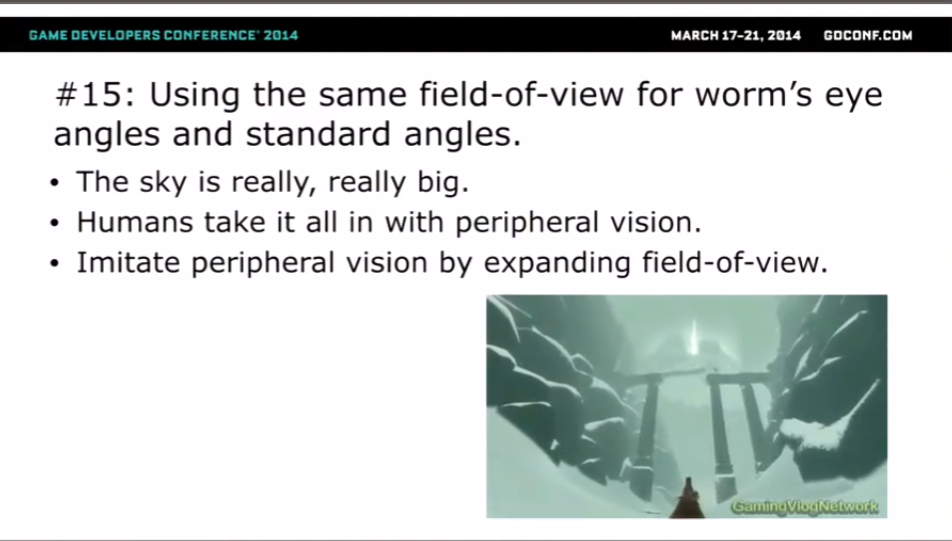 GAME DEVELOPERS CONFERENCE® 2014
MARCH 17-21, 2014 GDCONF.COM
#15: Using the same field-of-view for worm's eye
angles and standard angles.
• The sky is really, really big.
• Humans take it all in with peripheral vision.
• Imitate peripheral vision by expanding field-of-view.
GamingVlogNetwork